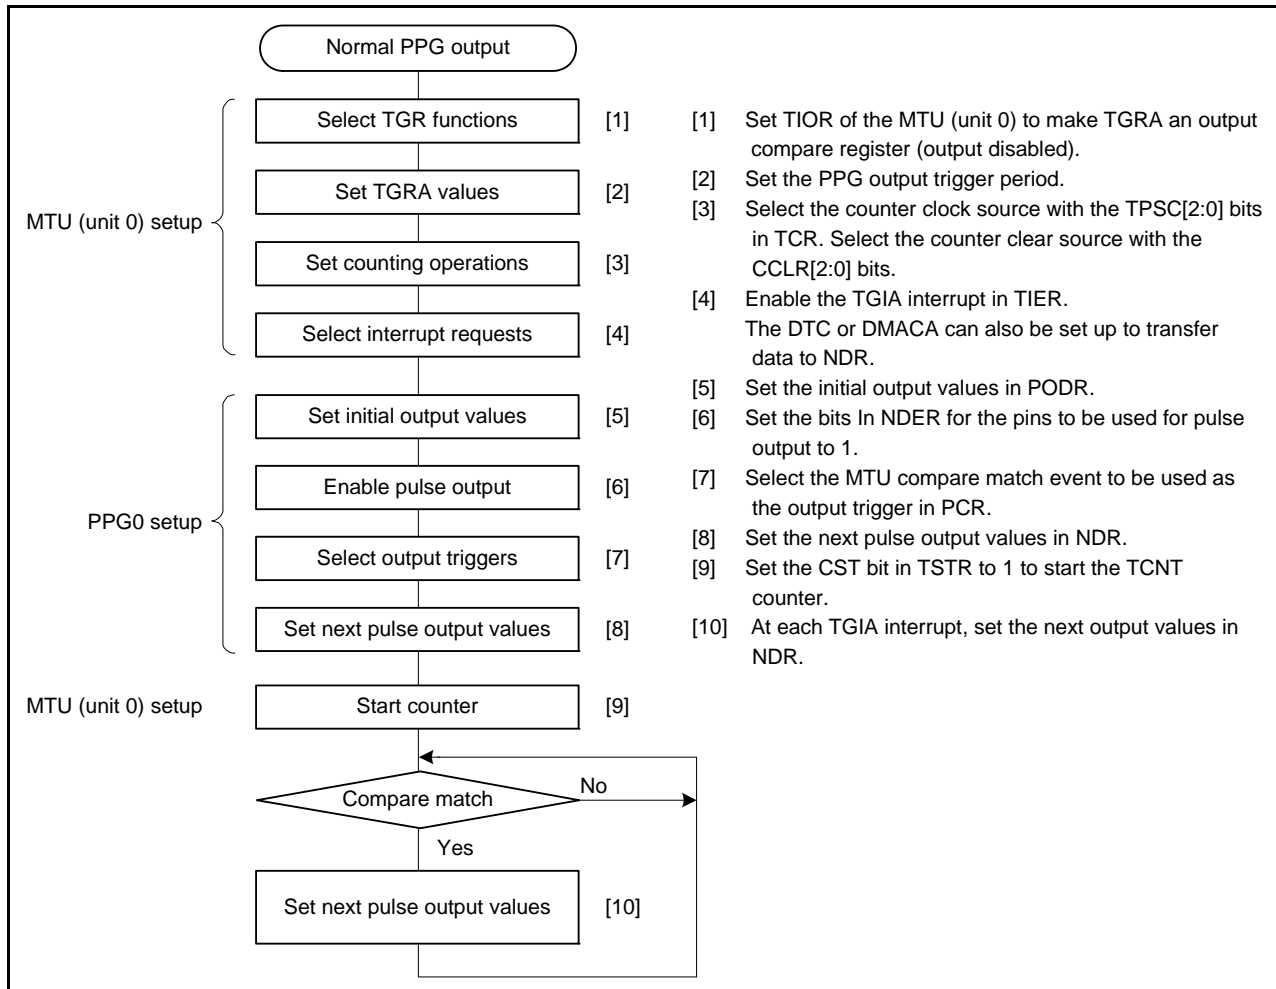 Normal PPG output
MTU (unit 0) setup
Select TGR functions [1]
Set TGRA values [2]
Set counting operations [3]
Select interrupt requests [4]
PPG0 setup
Set initial output values [5]
Enable pulse output [6]
Select output triggers [7]
Set next pulse output values [8]
MTU (unit 0) setup
Start counter [9]
Compare match
No
Yes
Set next pulse output values [10]
[1] Set TIOR of the MTU (unit 0) to make TGRA an output
compare register (output disabled).
[2] Set the PPG output trigger period.
[3] Select the counter clock source with the TPSC[2:0] bits
in TCR. Select the counter clear source with the
CCLR[2:0] bits.
[4] Enable the TGIA interrupt in TIER.
The DTC or DMACA can also be set up to transfer
data to NDR.
[5] Set the initial output values in PODR.
[6] Set the bits In NDER for the pins to be used for pulse
output to 1.
[7] Select the MTU compare match event to be used as
the output trigger in PCR.
[8] Set the next pulse output values in NDR.
[9] Set the CST bit in TSTR to 1 to start the TCNT
counter.
[10] At each TGIA interrupt, set the next output values in
NDR.